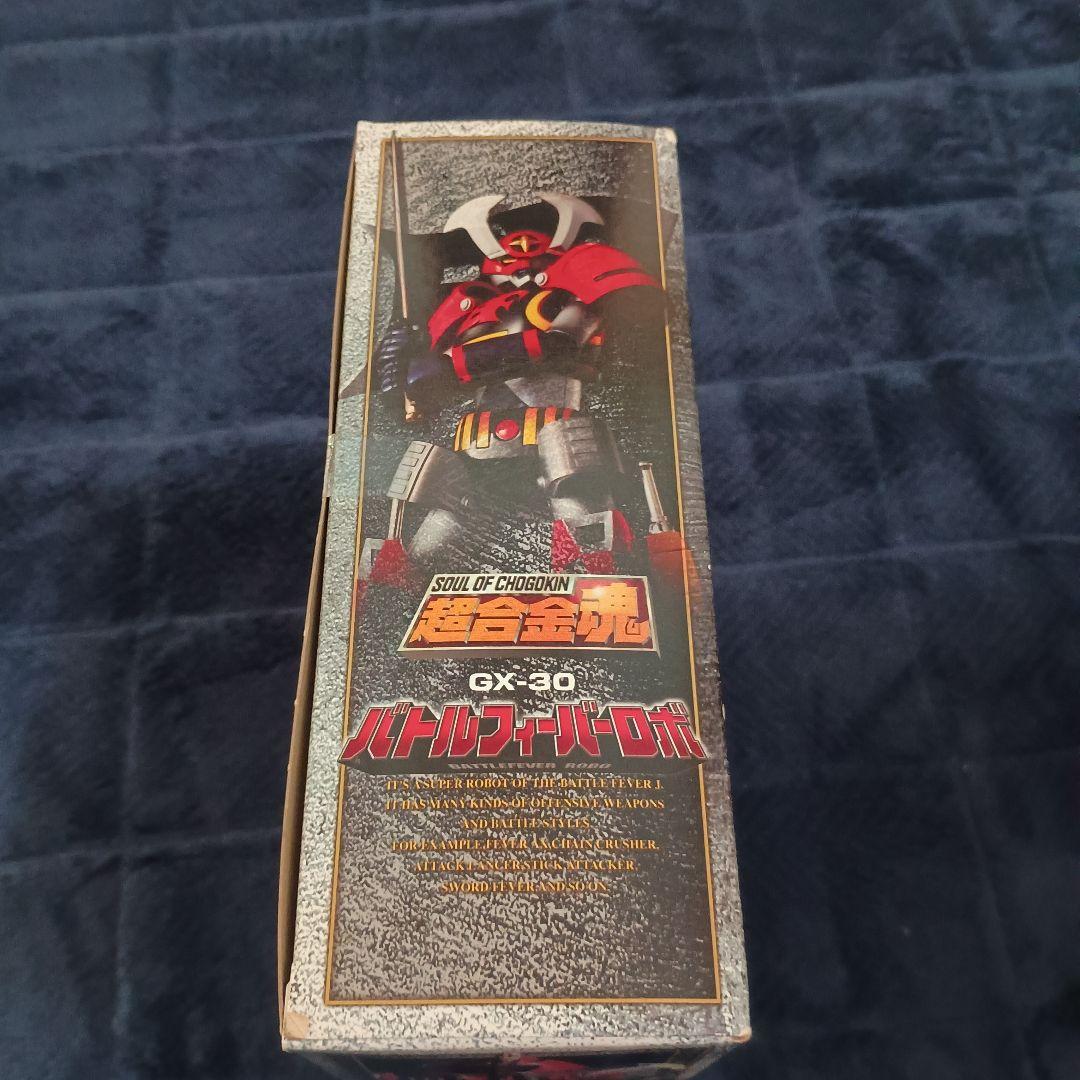 SOUL OF CHOGOKIN
超合金魂
GX-30
バトルフィーバーロボ
BATTLEFEVER ROBO
IT'S A SUPER ROBOT OF THE BATTLE FEVER J.
IT HAS MANY KINDS OF OFFENSIVE WEAPONS
AND BATTLE STYLES.
FOR EXAMPLE,FEVER AX,CHAIN CRUSHER,
ATTACK LANCER,STICK ATTACKER,
SWORD FEVER AND SO ON.